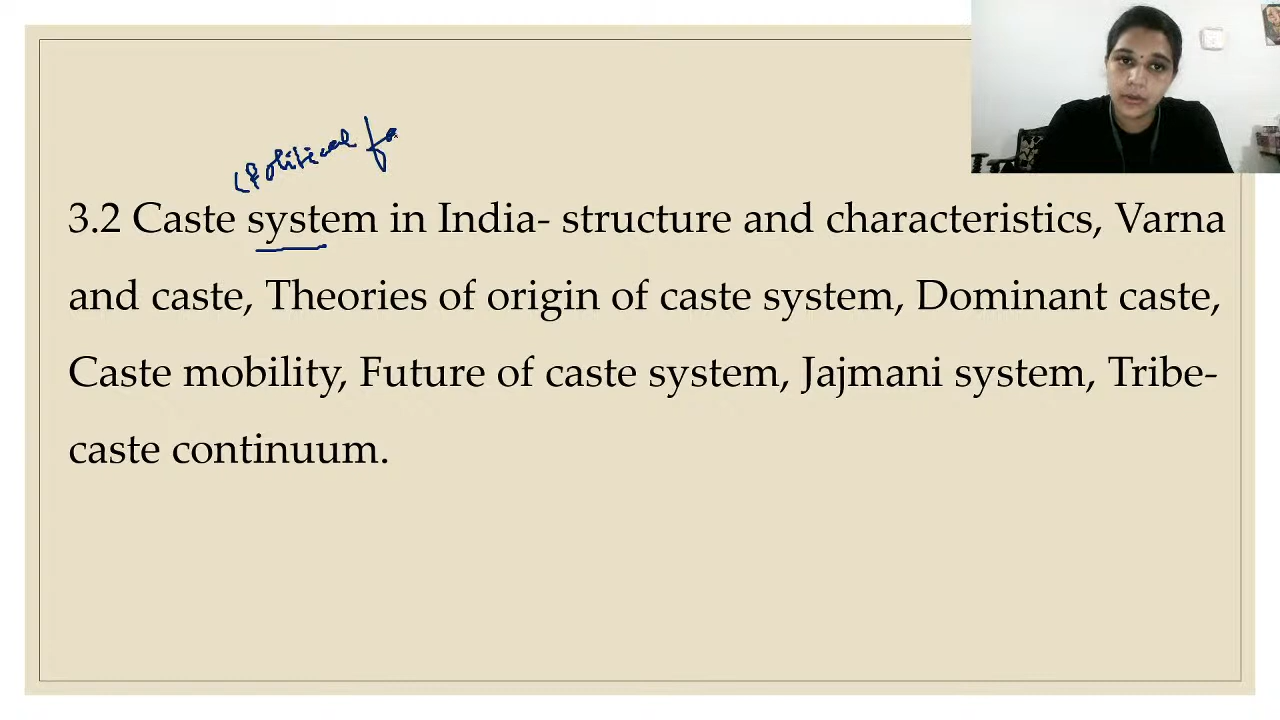 (Political fa
3.2 Caste system in India- structure and characteristics, Varna
and caste, Theories of origin of caste system, Dominant caste,
Caste mobility, Future of caste system, Jajmani system, Tribe-
caste continuum.